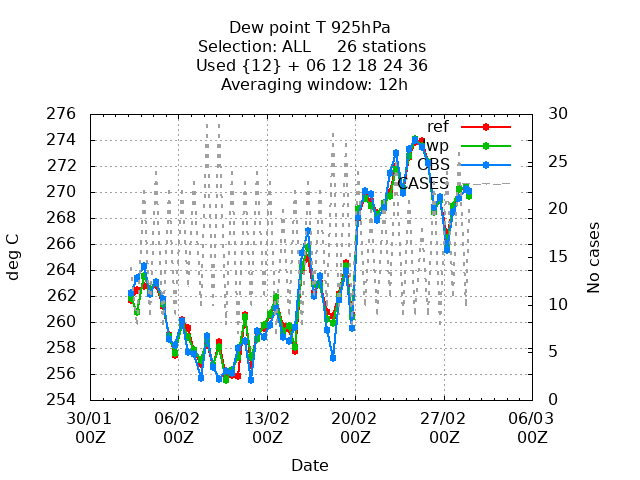 Dew point T 925hPa
Selection: ALL 26 stations
Used {12} + 06 12 18 24 36
Averaging window: 12h
276
274
272
270
268
266
264
262
260
258
256
254
deg C
30
25
20
15
10
5
0
No cases
ref
wp
OBS
CASES
30/01 06/02 13/02 20/02 27/02 06/03
00Z 00Z 00Z 00Z 00Z 00Z
Date